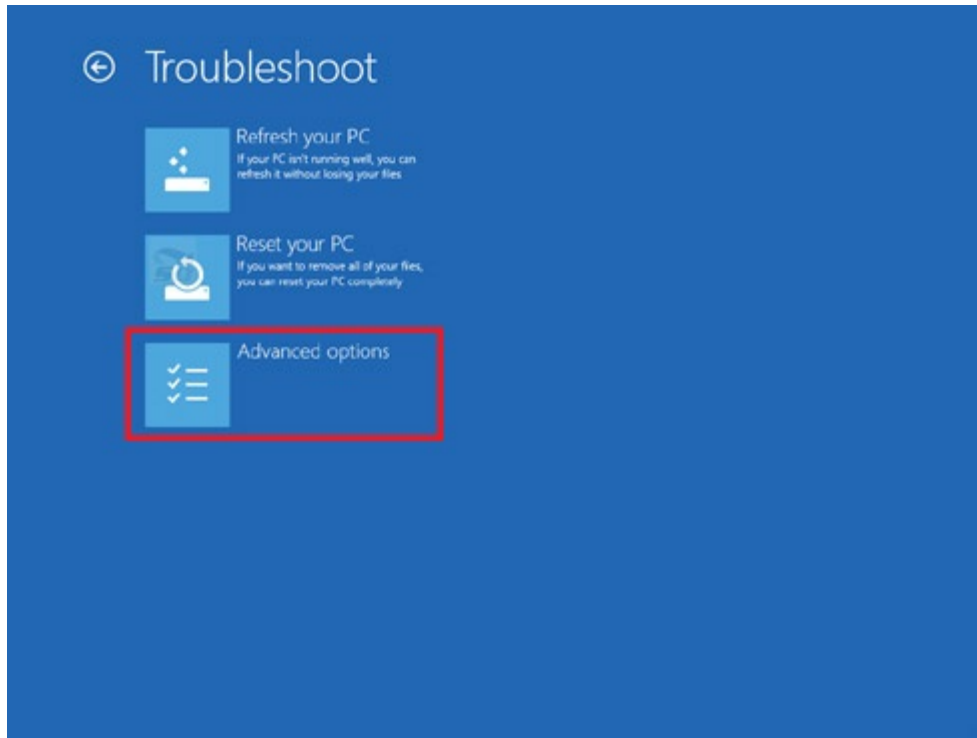 Troubleshoot
Refresh your PC
If your PC isn't running well, you can
refresh it without losing your files
Reset your PC
If you want to remove all of your files,
you can reset your PC completely
Advanced options